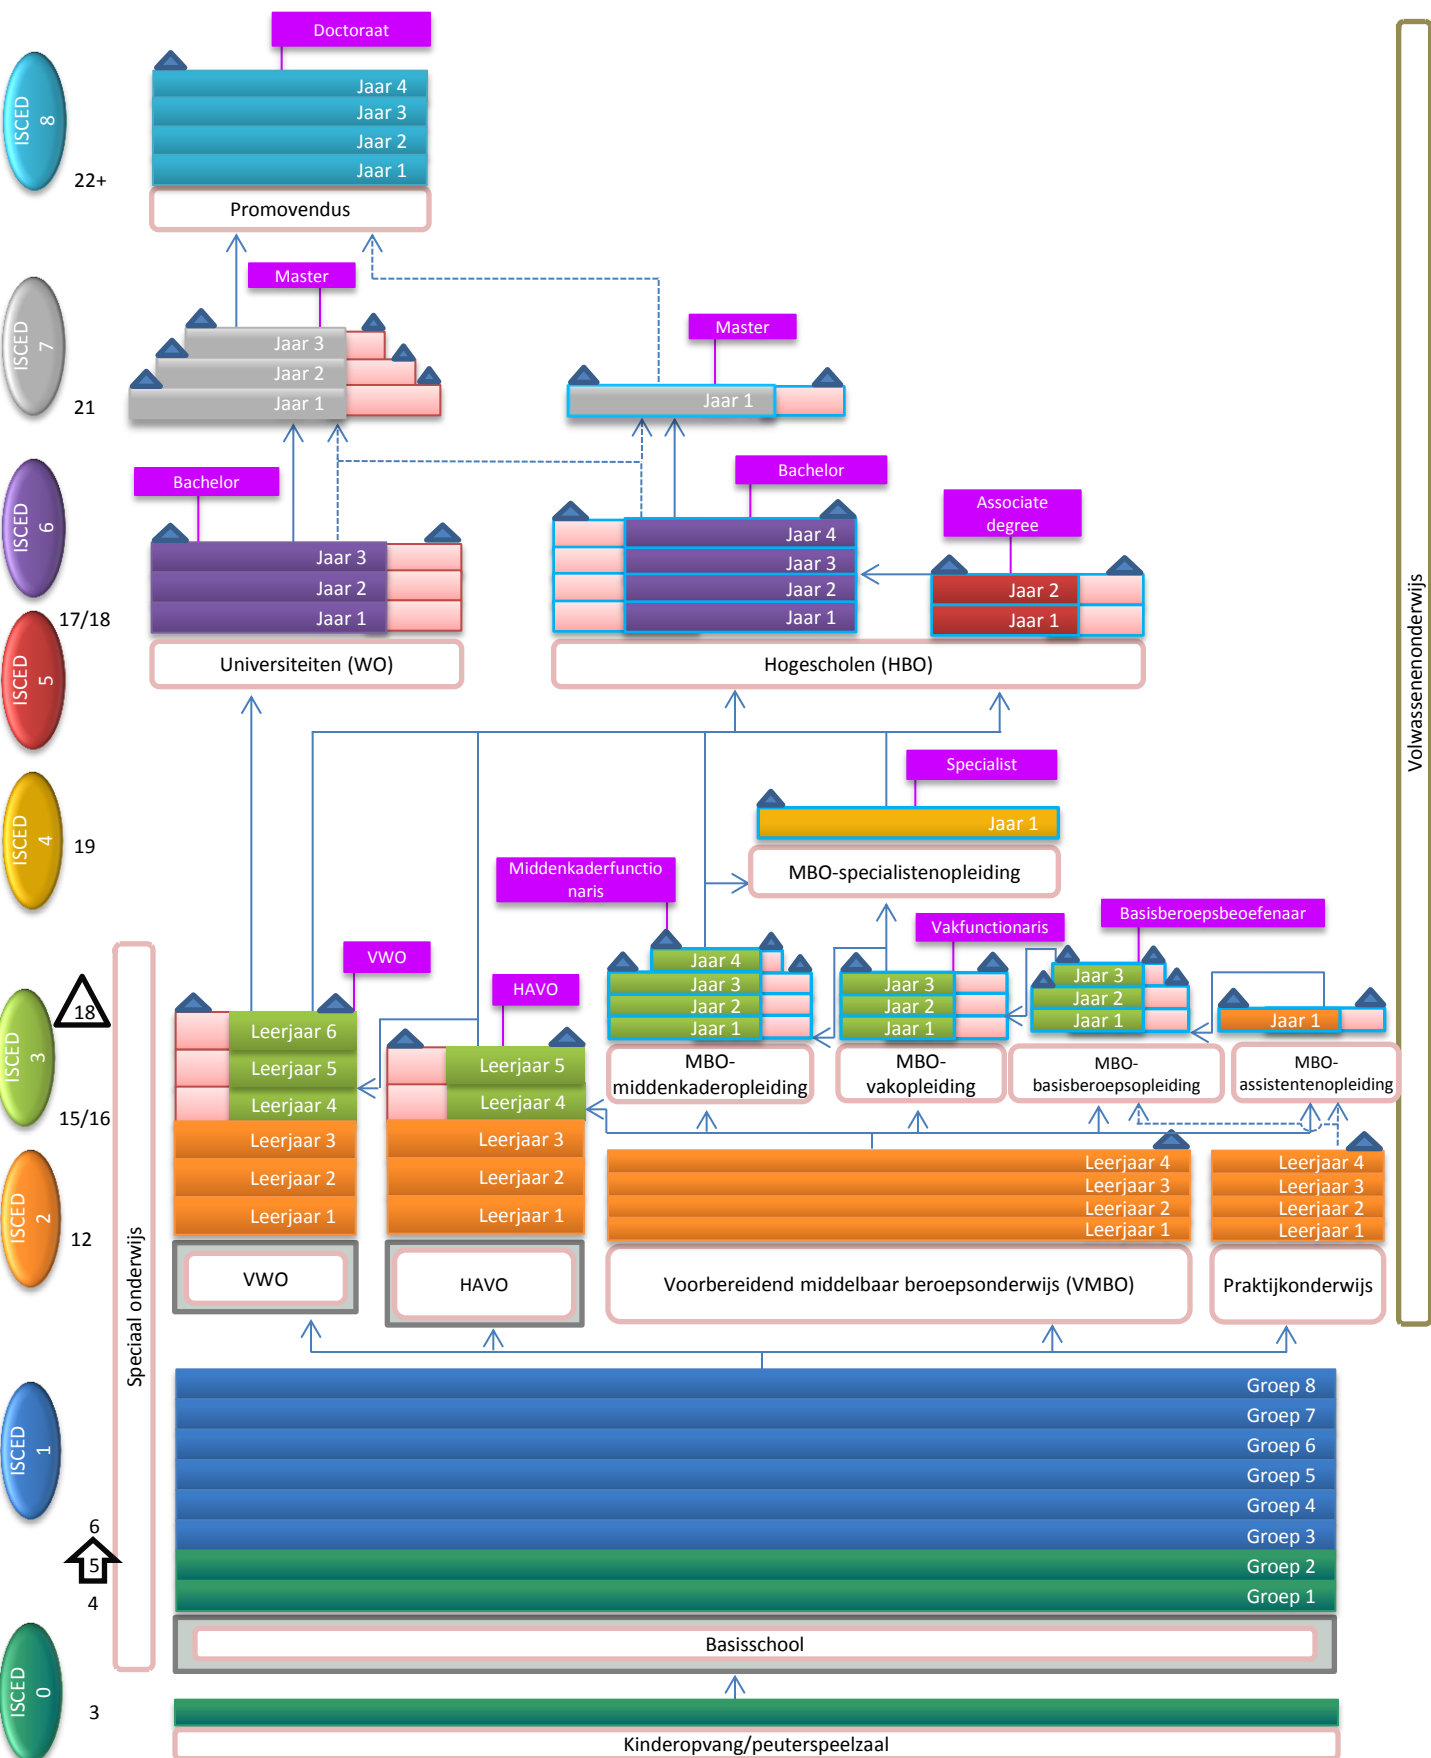 Doctoraat
ISCED 8
Jaar 4
Jaar 3
Jaar 2
Jaar 1
22+
Promovendus
Master
Master
ISCED 7
Jaar 3
Jaar 2
Jaar 1
Jaar 1
21
Bachelor
Bachelor
Associate
degree
ISCED 6
Jaar 3
Jaar 2
Jaar 1
Jaar 4
Jaar 3
Jaar 2
Jaar 1
Jaar 2
Jaar 1
17/18
Universiteiten (WO)
Hogescholen (HBO)
ISCED 5
Volwassenenonderwijs
Specialist
Jaar 1
ISCED 4
19
MBO-specialistenopleiding
Middenkaderfunctio
naris
Vakfunctionaris
Basisberoepsbeoefenaar
VWO
HAVO
Jaar 4
Jaar 3
Jaar 2
Jaar 1
Jaar 3
Jaar 2
Jaar 1
Jaar 3
Jaar 2
Jaar 1
Jaar 1
18
ISCED 3
Leerjaar 6
Leerjaar 5
Leerjaar 4
Leerjaar 3
Leerjaar 2
Leerjaar 1
Leerjaar 5
Leerjaar 4
Leerjaar 3
Leerjaar 2
Leerjaar 1
MBO-
middenkaderopleiding
MBO-
vakopleiding
MBO-
basisberoepsopleiding
MBO-
assistentenopleiding
15/16
Leerjaar 4
Leerjaar 3
Leerjaar 2
Leerjaar 1
Leerjaar 4
Leerjaar 3
Leerjaar 2
Leerjaar 1
ISCED 2
12
VWO
HAVO
Voorbereidend middelbaar beroepsonderwijs (VMBO)
Praktijkonderwijs
Speciaal onderwijs
ISCED 1
Groep 8
Groep 7
Groep 6
Groep 5
Groep 4
Groep 3
Groep 2
Groep 1
6
5
4
Basisschool
ISCED 0
3
Kinderopvang/peuterspeelzaal